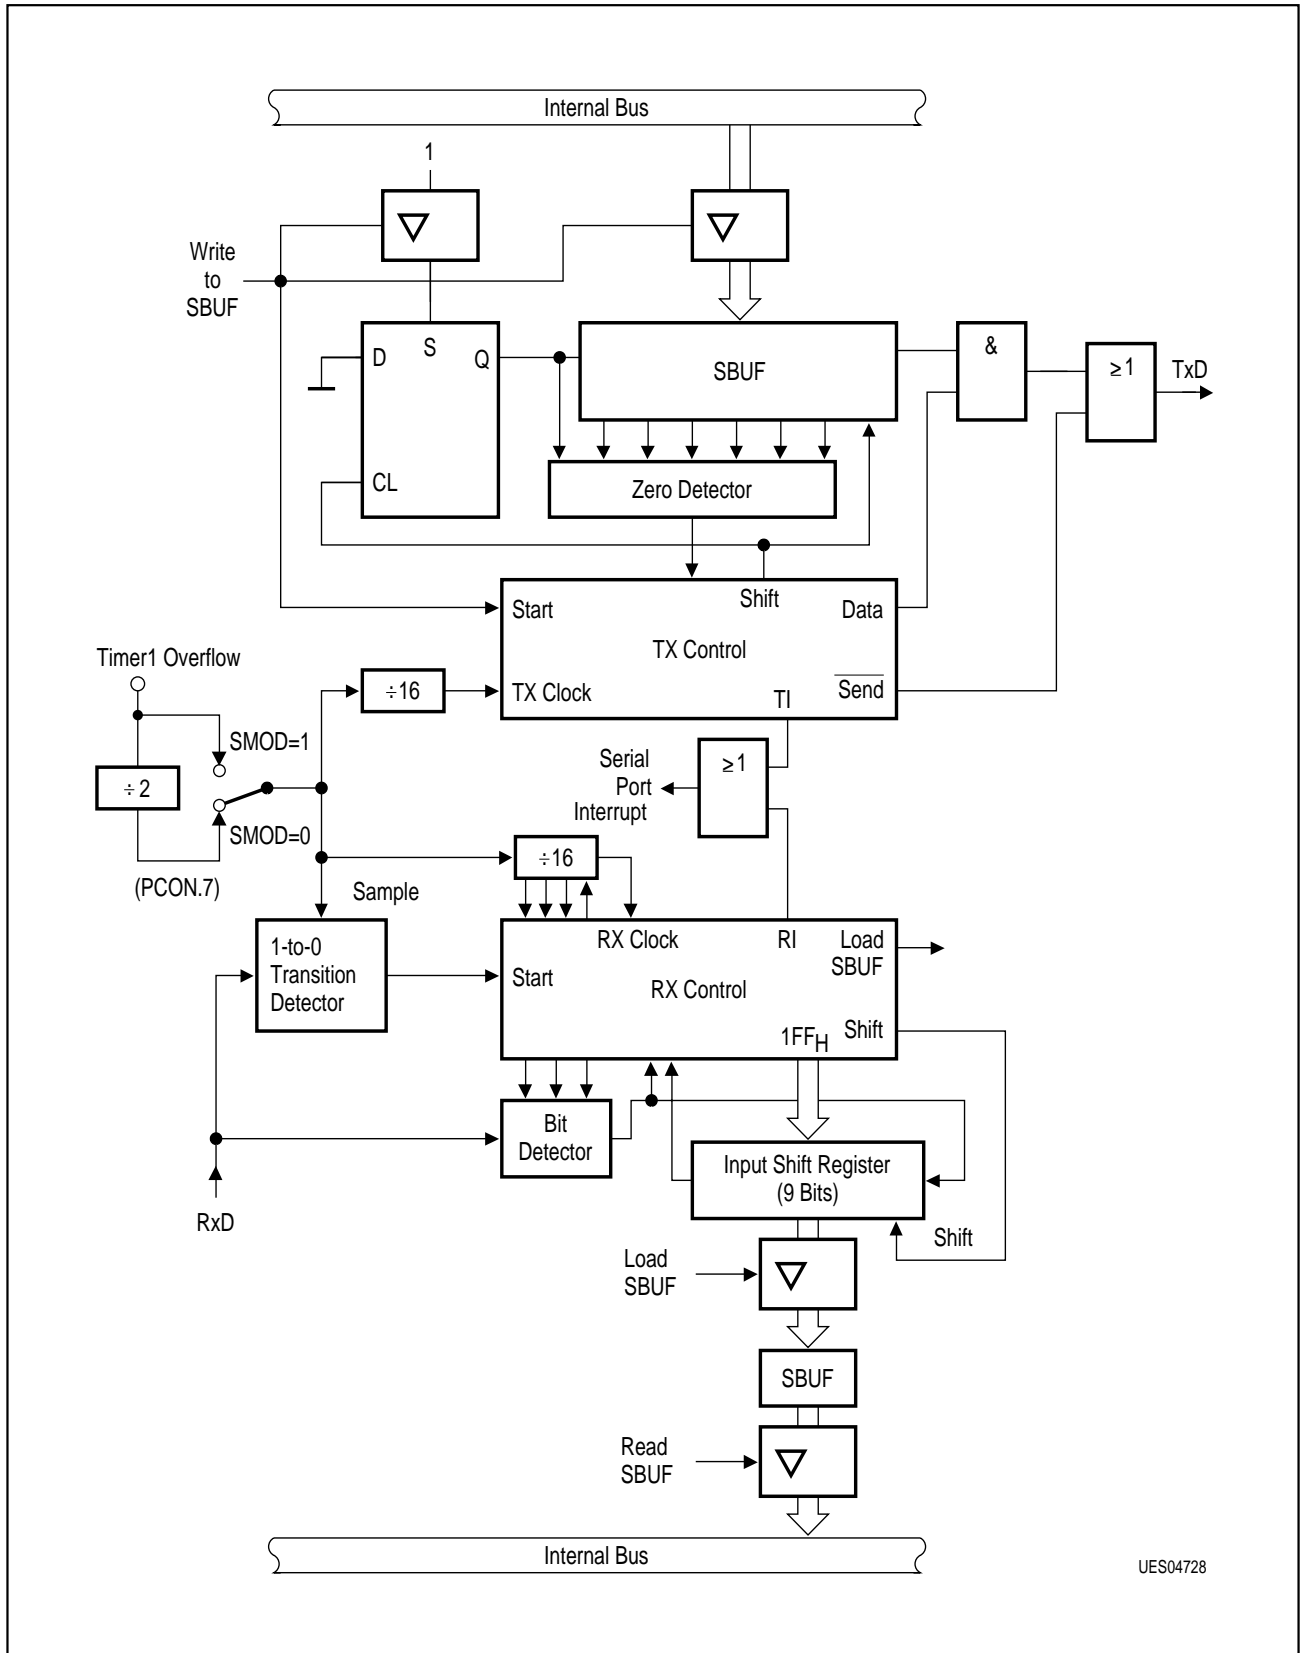 Internal Bus
1
Write
to
SBUF
D
S
Q
CL
SBUF
&
≥1
TxD
Zero Detector
Start
Shift
Data
TX Control
TX Clock
TI
Send
Timer1 Overflow
÷16
SMOD=1
÷2
SMOD=0
(PCON.7)
Serial
Port
Interrupt
≥1
÷16
Sample
1-to-0
Transition
Detector
RX Clock
RI
Load
SBUF
Start
RX Control
1FFH
Shift
Bit
Detector
Input Shift Register
(9 Bits)
RxD
Shift
Load
SBUF
SBUF
Read
SBUF
Internal Bus
UES04728